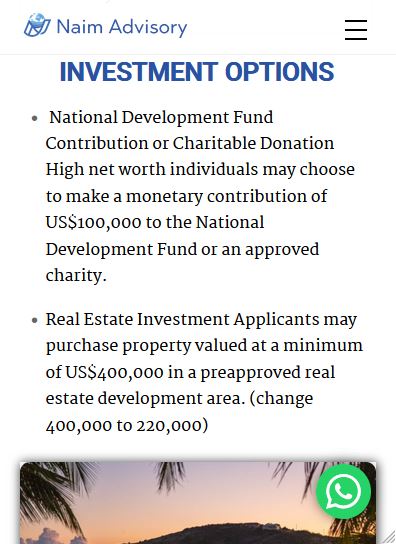 Naim Advisory
INVESTMENT OPTIONS
• National Development Fund
Contribution or Charitable Donation
High net worth individuals may choose
to make a monetary contribution of
US$100,000 to the National
Development Fund or an approved
charity.
• Real Estate Investment Applicants may
purchase property valued at a minimum
of US$400,000 in a preapproved real
estate development area. (change
400,000 to 220,000)